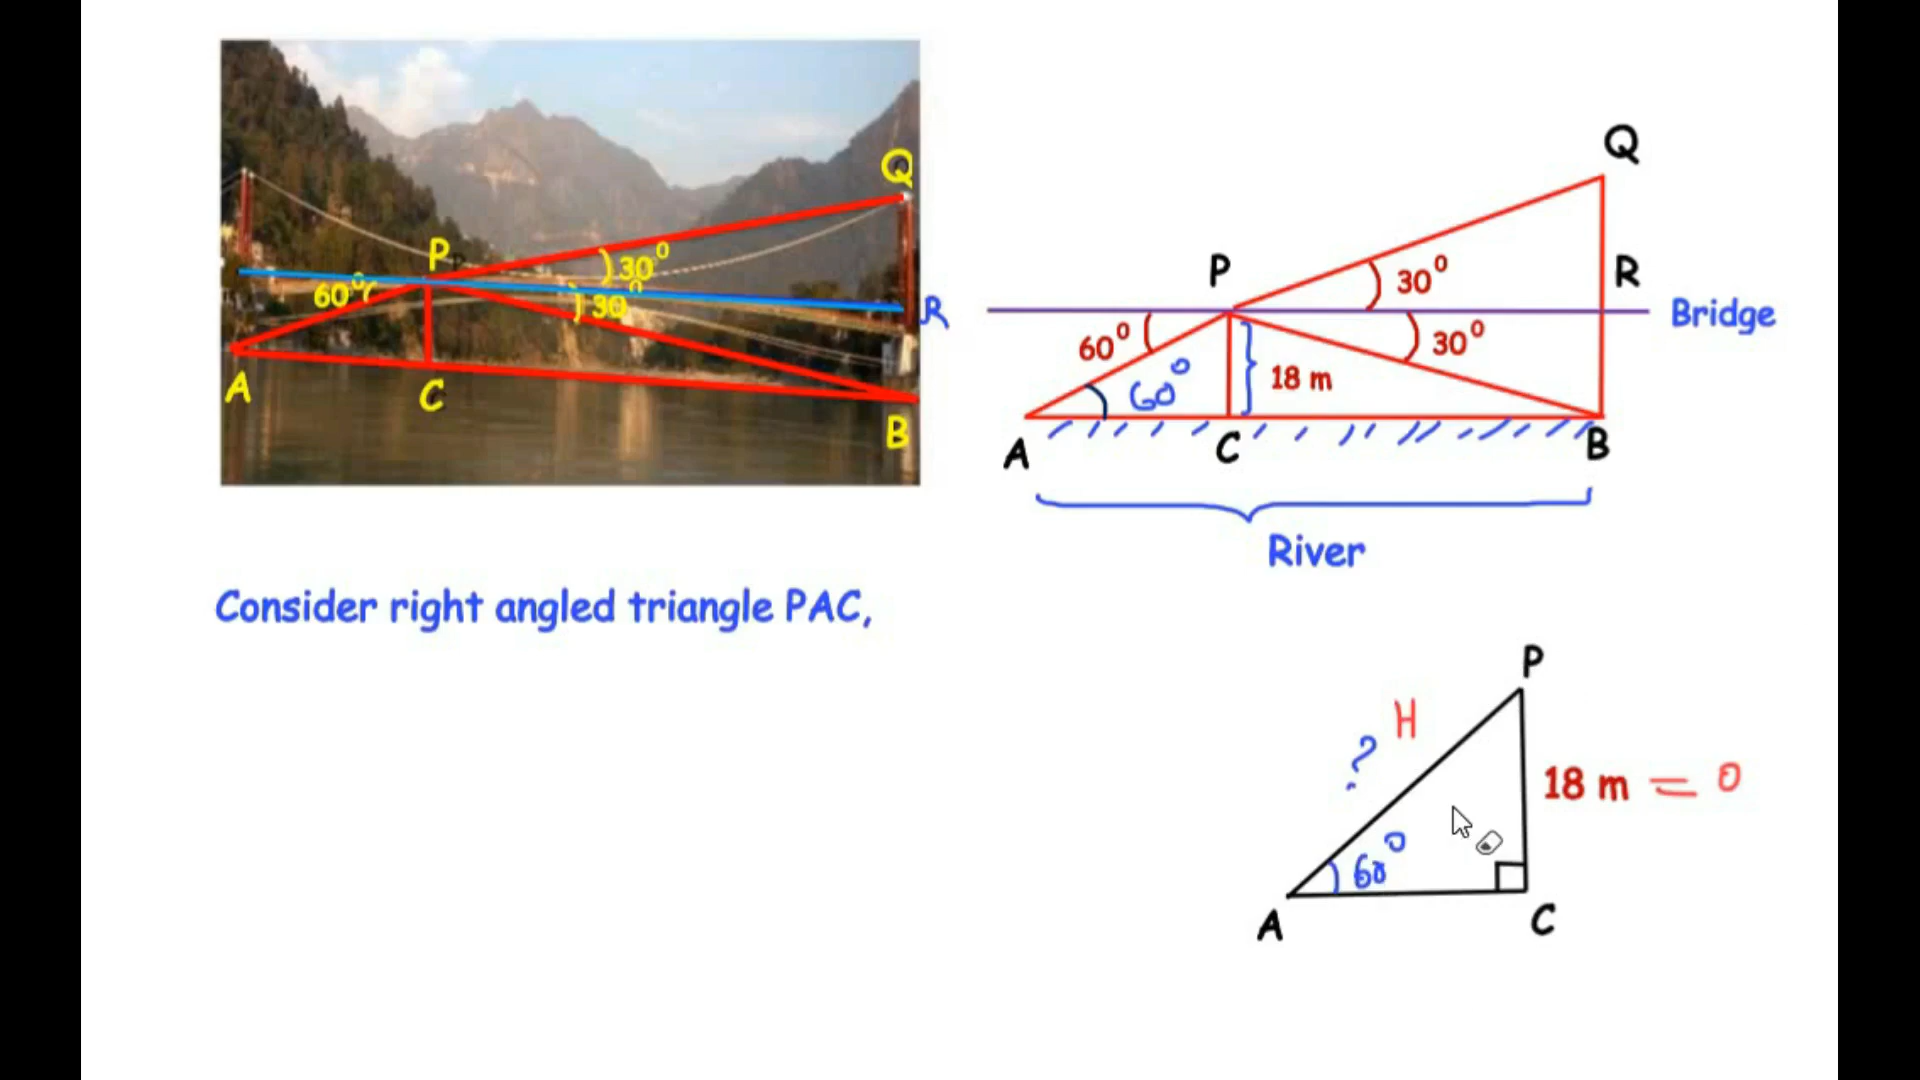 Q
P
30°
60°
30°
R
A
C
B
Q
P
30°
R
Bridge
60°
30°
60°
18 m
A
C
B
River
Consider right angled triangle PAC,
P
H
?
18 m = O
60°
A
C